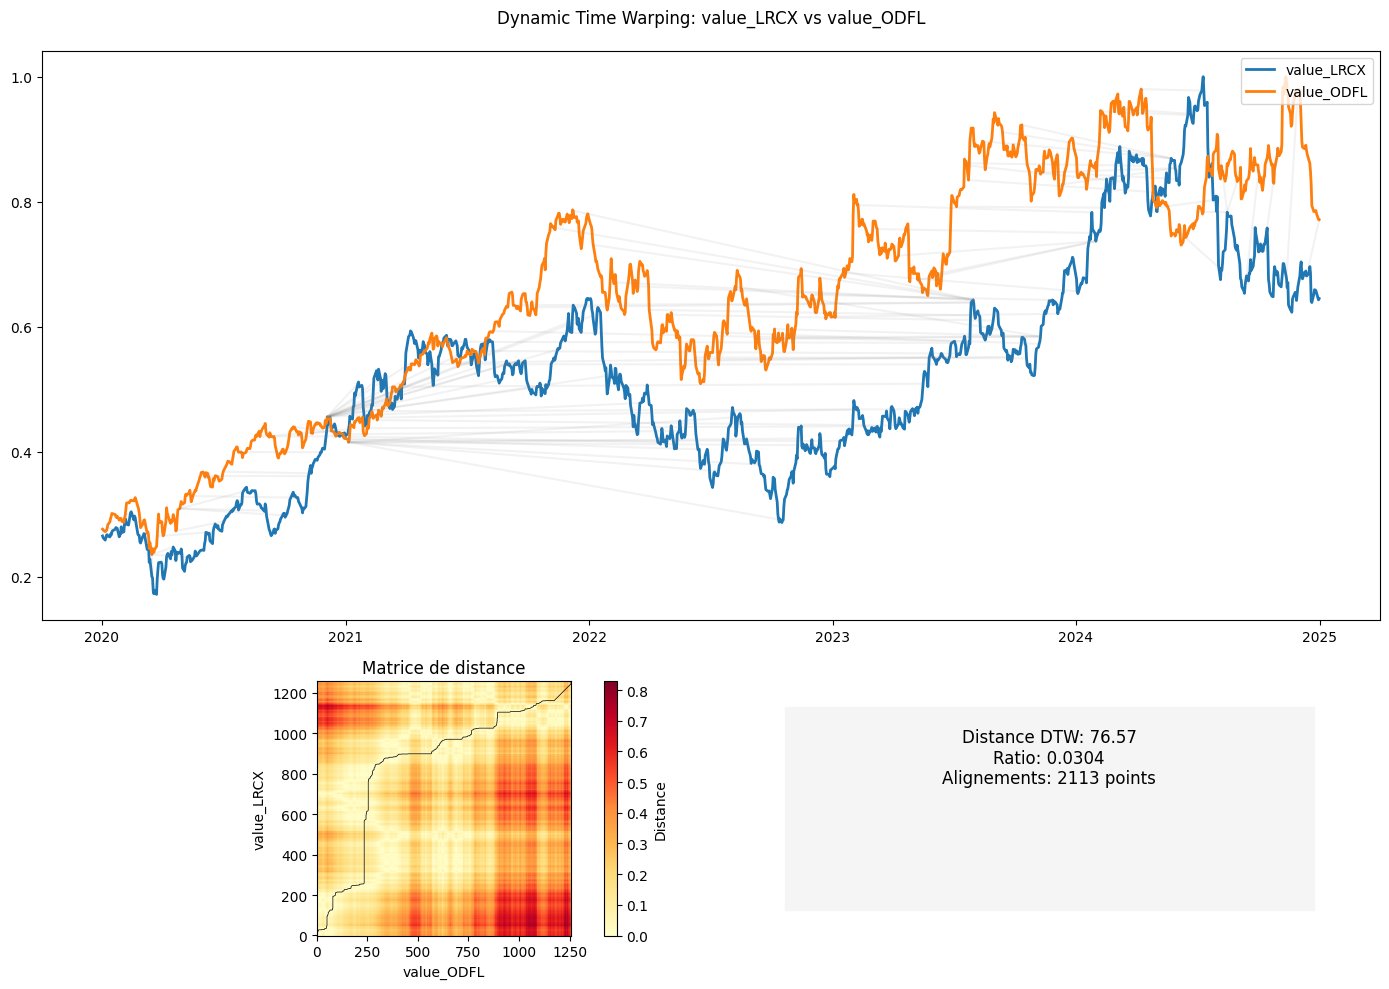 Dynamic Time Warping: value_LRCX vs value_ODFL
value_LRCX
value_ODFL
1.0
0.8
0.6
0.4
0.2
2020 2021 2022 2023 2024 2025
Matrice de distance
value_LRCX
1200
1000
800
600
400
200
0
0 250 500 750 1000 1250
value_ODFL
0.8
0.7
0.6
0.5
0.4
0.3
0.2
0.1
0.0
Distance
Distance DTW: 76.57
Ratio: 0.0304
Alignements: 2113 points